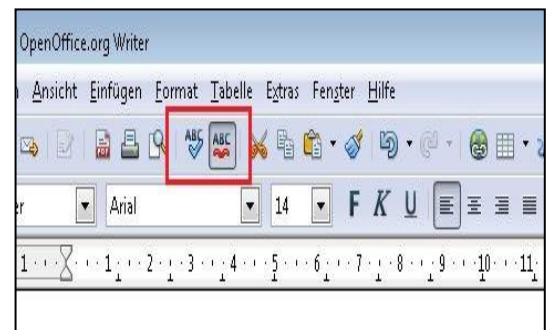 OpenOffice.org Writer
Ansicht Einfügen Format Tabelle Extras Fenster Hilfe
ABC ABC
Arial 14 F K U
1 1 2 3 4 5 6 7 8 9 10 11